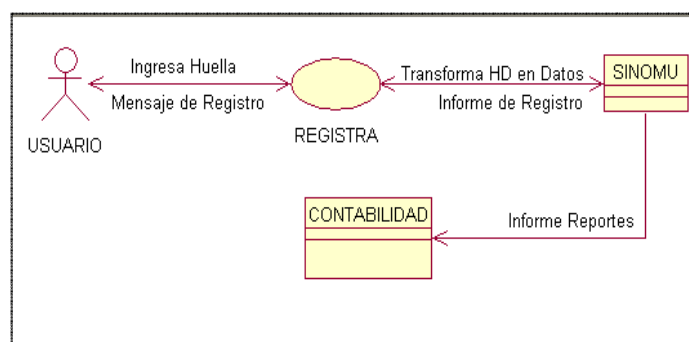 Ingresa Huella
Mensaje de Registro
USUARIO
REGISTRA
Transforma HD en Datos
Informe de Registro
SINOMU
CONTABILIDAD
Informe Reportes